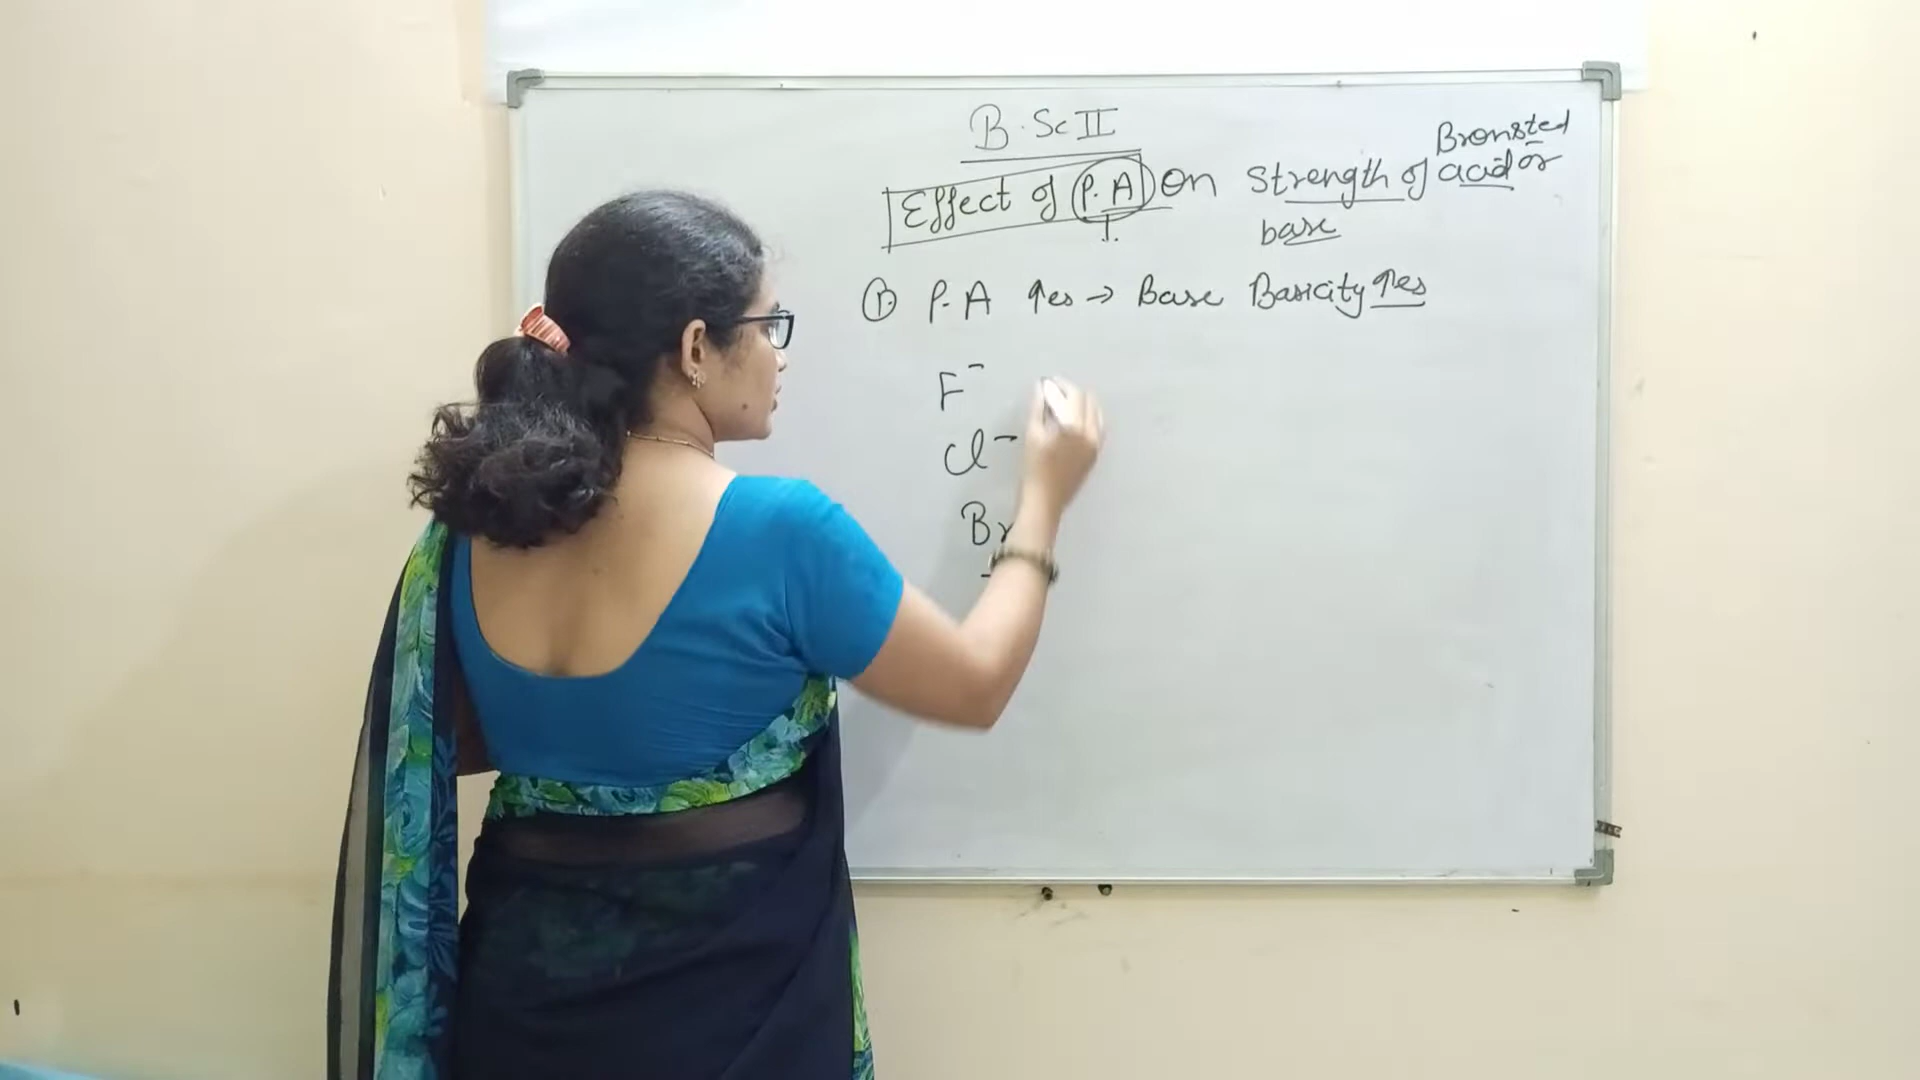 B.Sc II
Effect of P.A on Strength of Bronsted acid or
base
① P.A ↑es → Base Basicity ↑es
F⁻
Cl⁻
Br